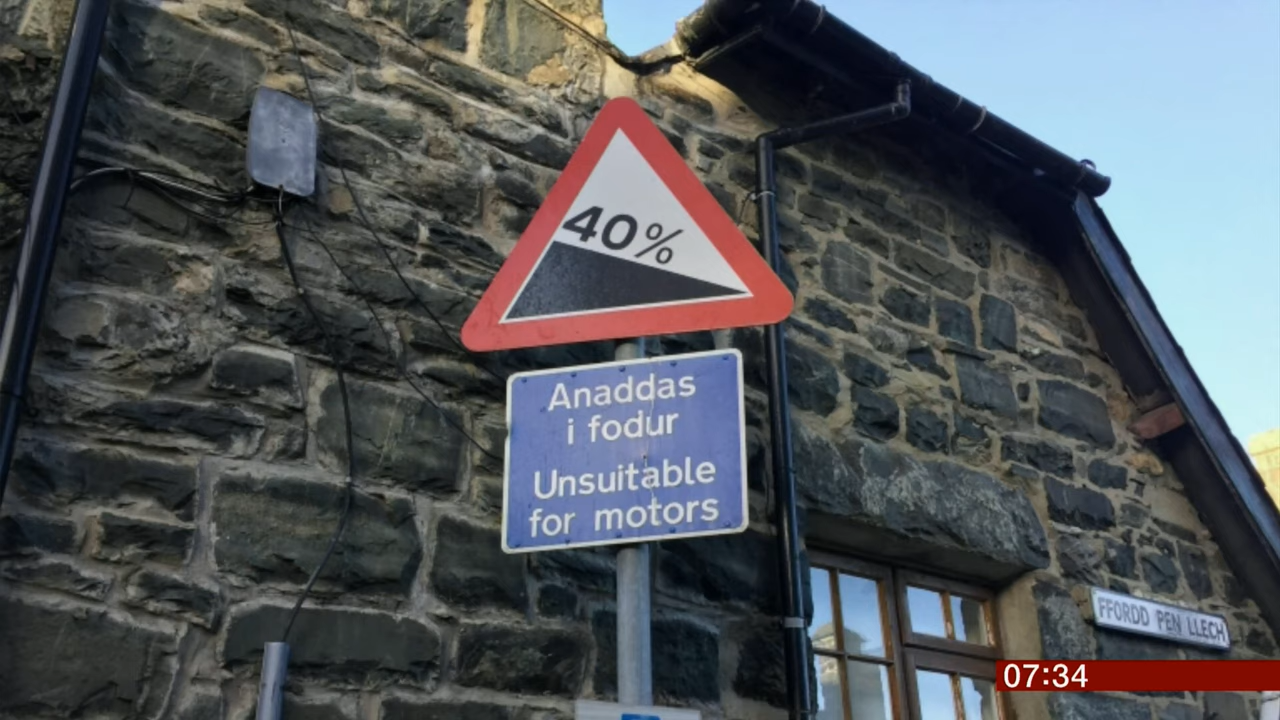 40%
Anaddas
i fodur
Unsuitable
for motors
FFORDD PEN LLECH
07:34